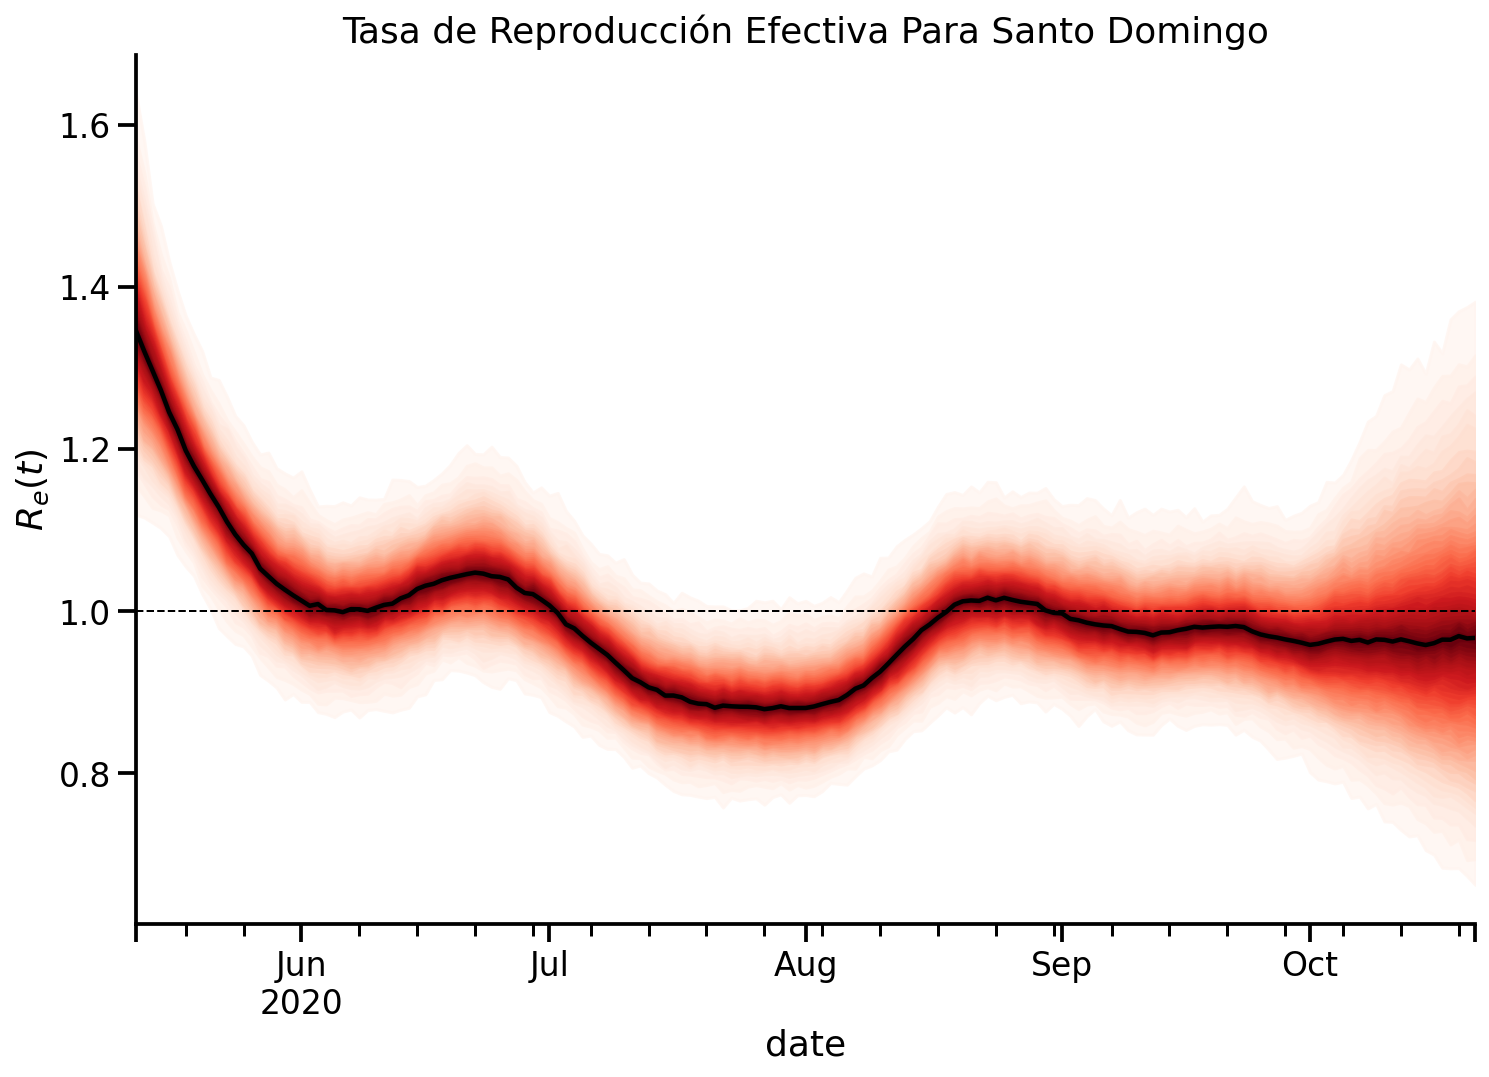 Tasa de Reproducción Efectiva Para Santo Domingo
1.6
1.4
1.2
1.0
0.8
Re(t)
Jun Jul Aug Sep Oct
2020
date